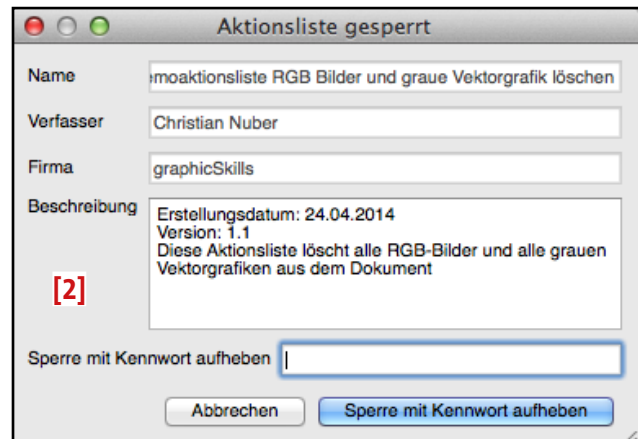 Aktionsliste gesperrt
Name
emoaktionsliste RGB Bilder und graue Vektorgrafik löschen
Verfasser
Christian Nuber
Firma
graphicSkills
Beschreibung
Erstellungsdatum: 24.04.2014
Version: 1.1
Diese Aktionsliste löscht alle RGB-Bilder und alle grauen
Vektorgrafiken aus dem Dokument
[2]
Sperre mit Kennwort aufheben
Abbrechen
Sperre mit Kennwort aufheben